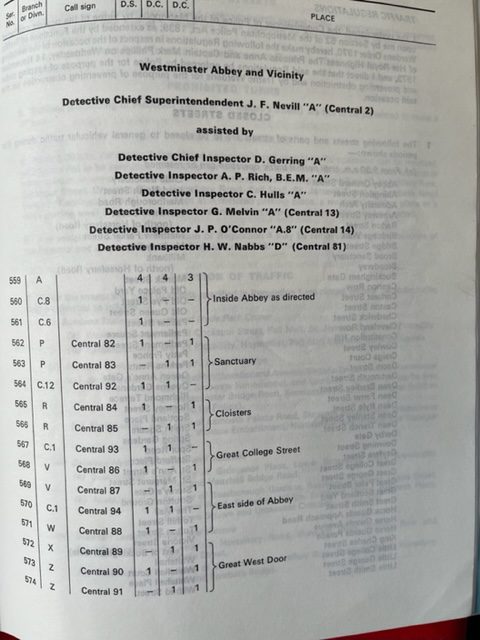 Ser. No. Branch or Divn. Call sign D.S. D.C. D.C. PLACE
Westminster Abbey and Vicinity
Detective Chief Superintendendent J. F. Nevill "A" (Central 2)
assisted by
Detective Chief Inspector D. Gerring "A"
Detective Inspector A. P. Rich, B.E.M. "A"
Detective Inspector C. Hulls "A"
Detective Inspector G. Melvin "A" (Central 13)
Detective Inspector J. P. O'Connor "A.8" (Central 14)
Detective Inspector H. W. Nabbs "D" (Central 81)
559 A 4 4 3
560 C.8 1 – – Inside Abbey as directed
561 C.6 1 – –
562 P Central 82 1 – 1
563 P Central 83 – 1 1 Sanctuary
564 C.12 Central 92 1 1 –
565 R Central 84 1 – 1 Cloisters
566 R Central 85 – 1 1
567 C.1 Central 93 1 1 – Great College Street
568 V Central 86 1 – 1
569 V Central 87 – 1 1
570 C.1 Central 94 1 1 – East side of Abbey
571 W Central 88 1 – 1
572 X Central 89 – 1 1
573 Z Central 90 1 – 1 Great West Door
574 Z Central 91 – 1 1